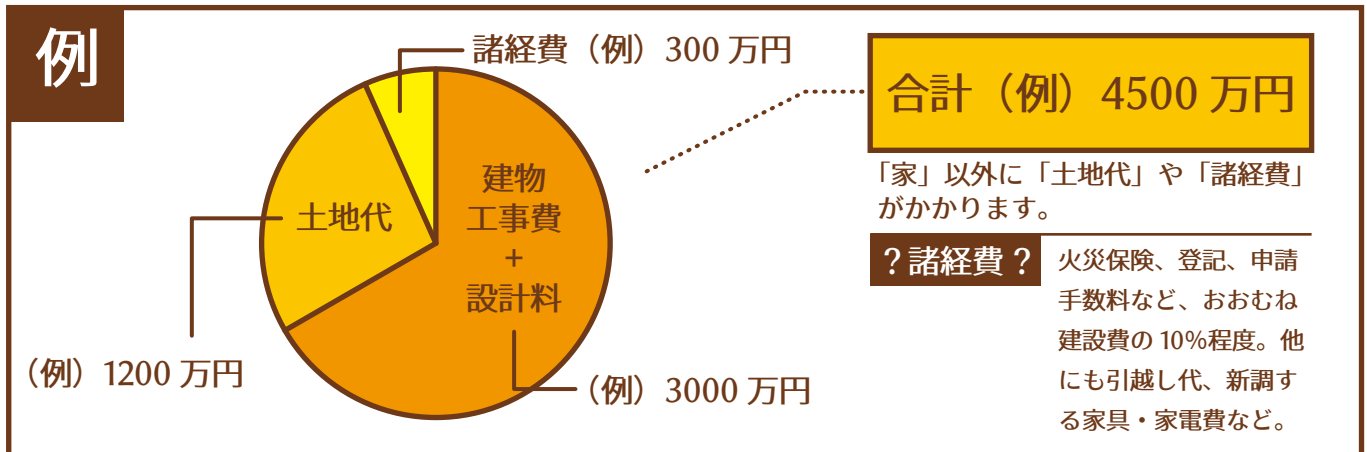 例
諸経費（例）300 万円
合計（例）4500 万円
建物
工事費
+
設計料
土地代
「家」以外に「土地代」や「諸経費」
がかかります。
？諸経費？
火災保険、登記、申請
手数料など、おおむね
建設費の 10%程度。他
にも引越し代、新調す
る家具・家電費など。
（例）1200 万円
（例）3000 万円